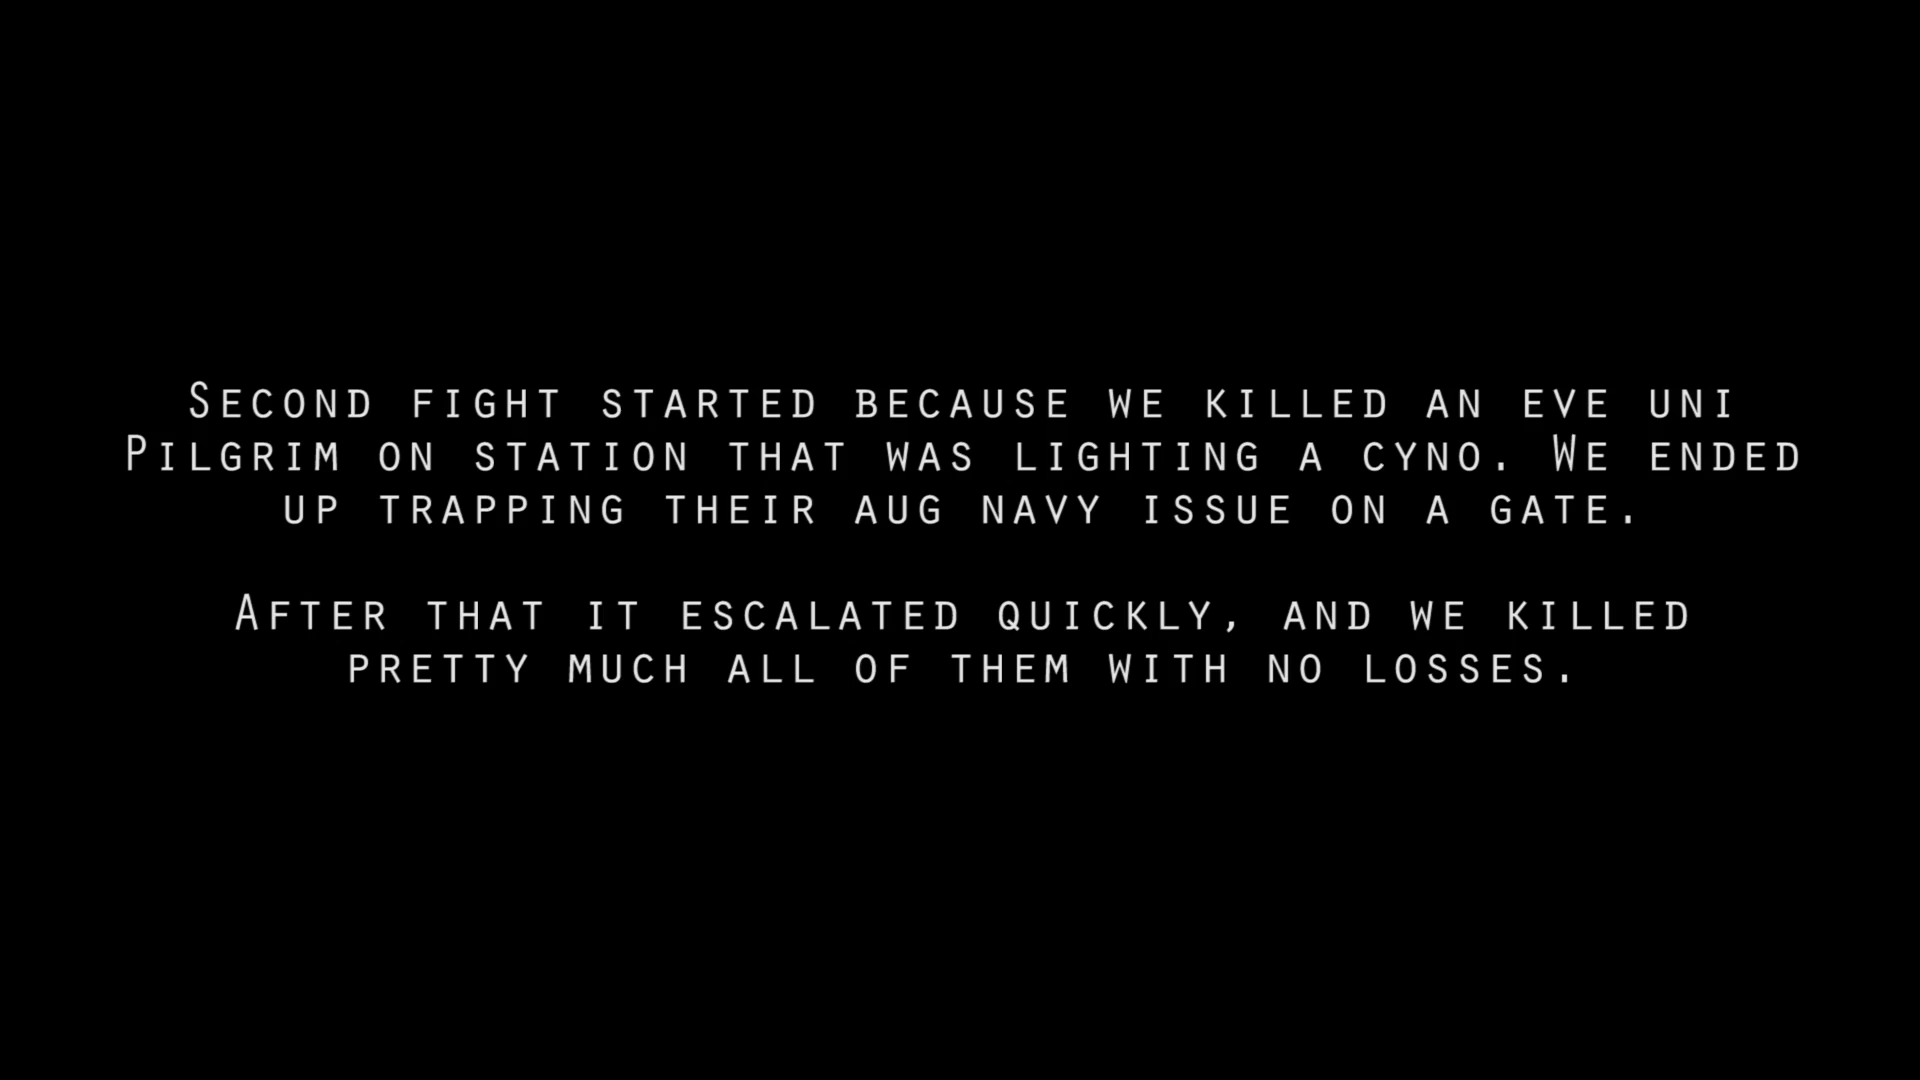 Second fight started because we killed an eve uni
Pilgrim on station that was lighting a cyno. We ended
up trapping their aug navy issue on a gate.
After that it escalated quickly, and we killed
pretty much all of them with no losses.